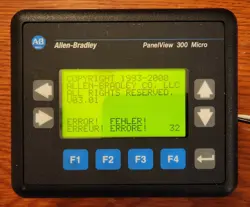 AB Allen-Bradley PanelView 300 Micro
COPYRIGHT 1993-2000
ALLEN-BRADLEY CO, LLC
ALL RIGHTS RESERVED.
V03.01
ERROR! FEHLER!
ERREUR! ERRORE! 32
F1 F2 F3 F4